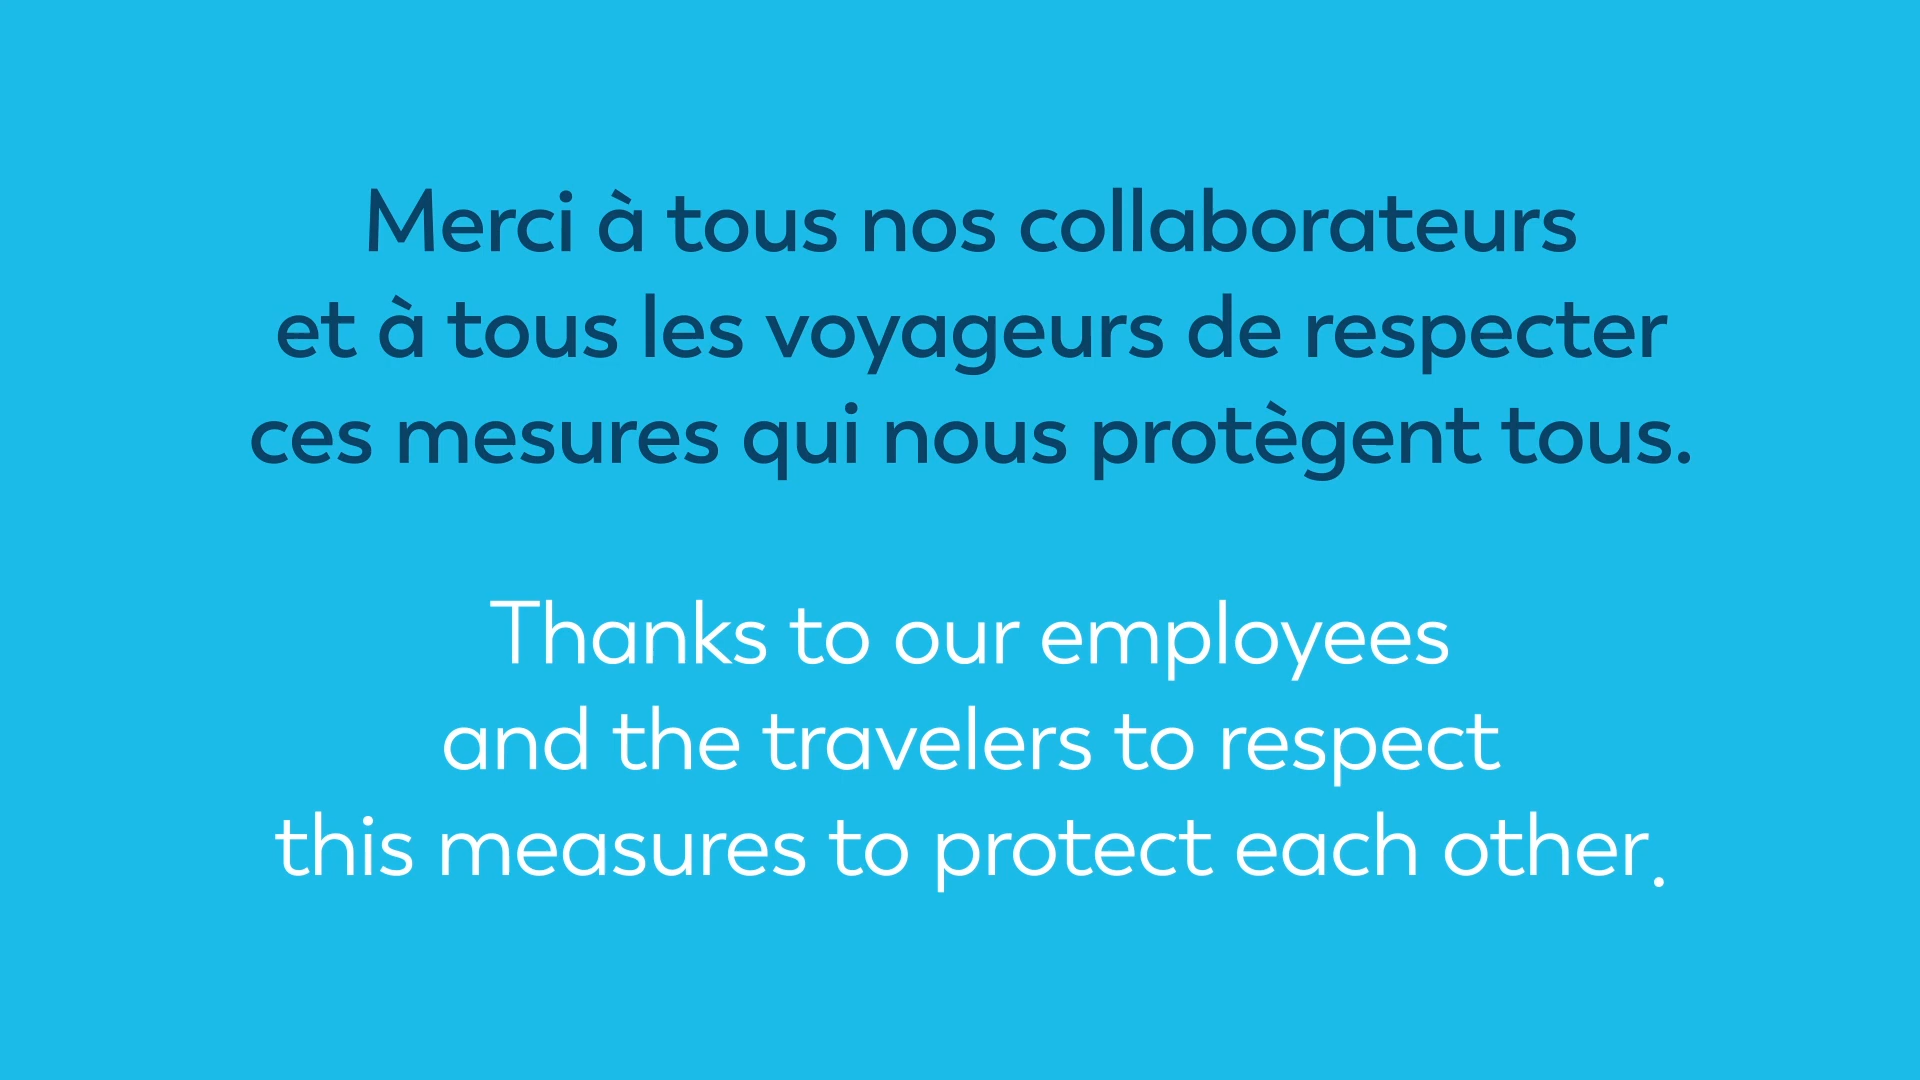 Merci à tous nos collaborateurs
et à tous les voyageurs de respecter
ces mesures qui nous protègent tous.
Thanks to our employees
and the travelers to respect
this measures to protect each other.